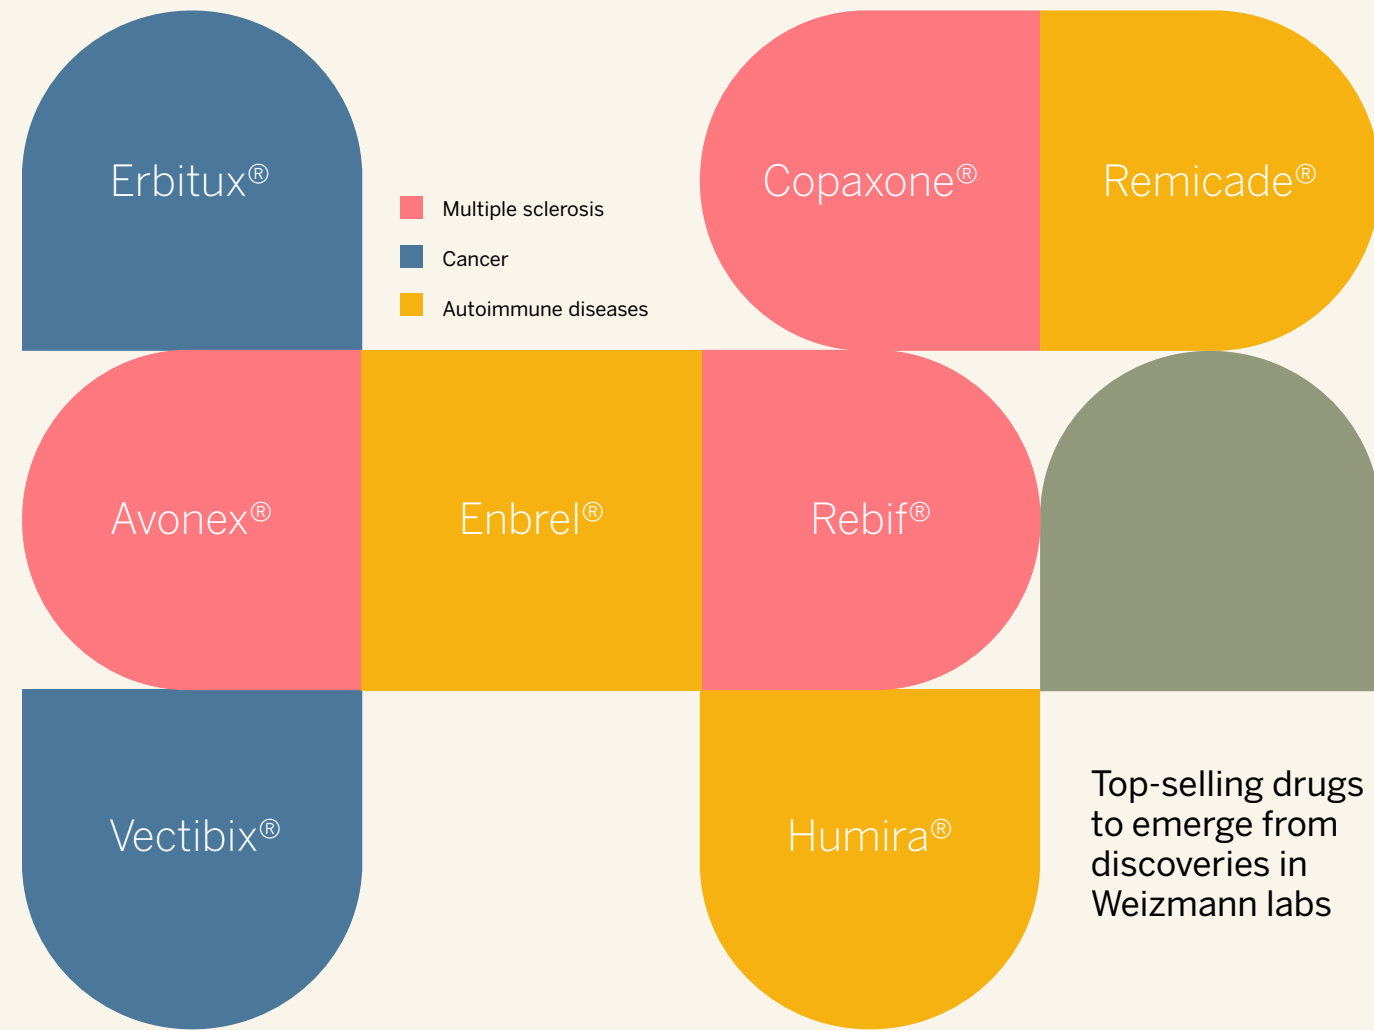 Erbitux®
Copaxone®
Remicade®
Multiple sclerosis
Cancer
Autoimmune diseases
Avonex®
Enbrel®
Rebif®
Vectibix®
Humira®
Top-selling drugs
to emerge from
discoveries in
Weizmann labs